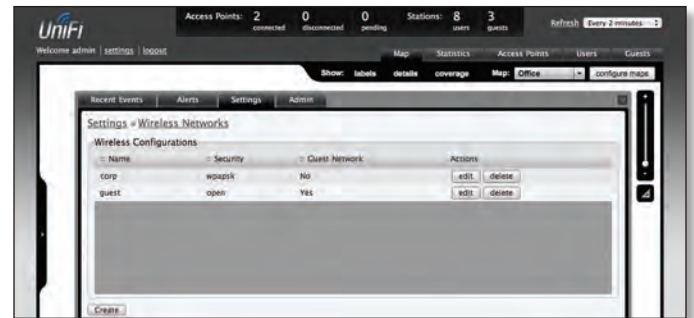 UniFi
Access Points: 2 connected 0 disconnected 0 pending Stations: 8 users 3 guests Refresh Every 2 minutes
Welcome admin | settings | logout
Map Statistics Access Points Users Guests
Show: labels details coverage Map: Office configure maps
Recent Events Alerts Settings Admin
Settings » Wireless Networks
Wireless Configurations
Name Security Guest Network Actions
corp wpapsk No edit delete
guest open Yes edit delete
Create